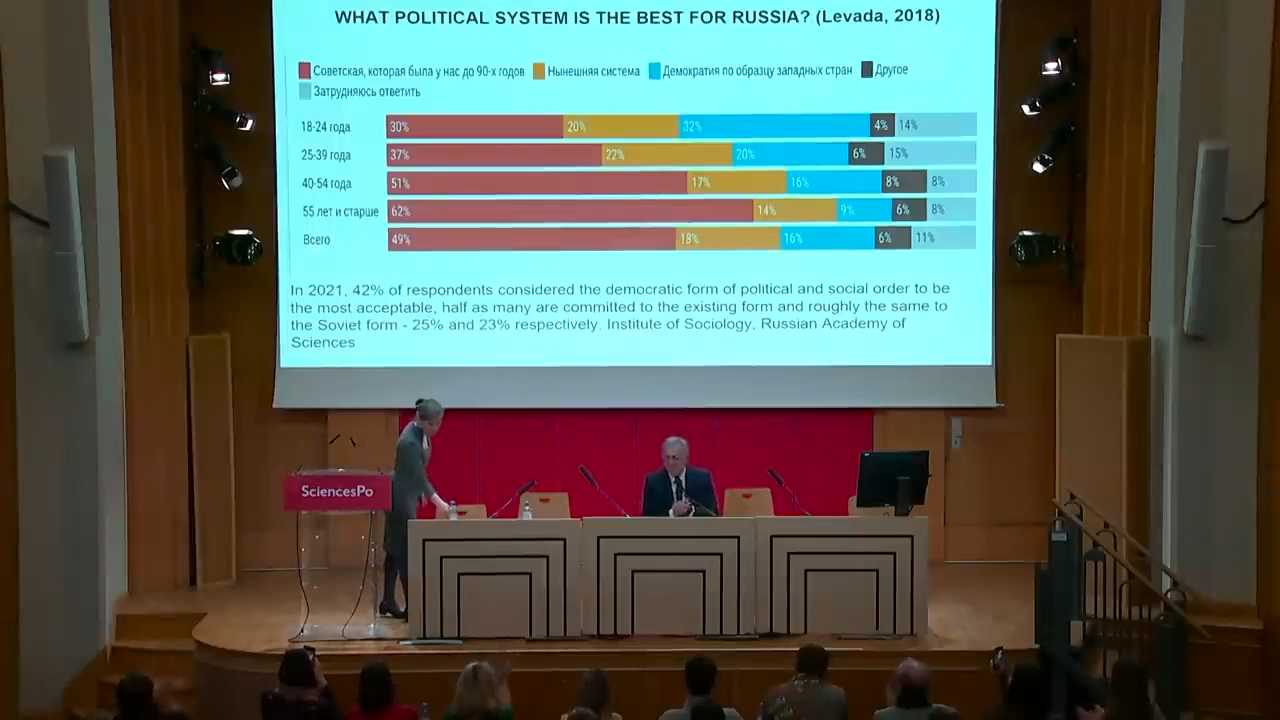 WHAT POLITICAL SYSTEM IS THE BEST FOR RUSSIA? (Levada, 2018)
Советская, которая была у нас до 90-х годов Нынешняя система Демократия по образцу западных стран Другое
Затрудняюсь ответить
18-24 года 30% 20% 32% 4% 14%
25-39 года 37% 22% 20% 6% 15%
40-54 года 51% 17% 16% 8% 8%
55 лет и старше 62% 14% 9% 6% 8%
Всего 49% 18% 16% 6% 11%
In 2021, 42% of respondents considered the democratic form of political and social order to be
the most acceptable, half as many are committed to the existing form and roughly the same to
the Soviet form - 25% and 23% respectively. Institute of Sociology, Russian Academy of
Sciences
SciencesPo